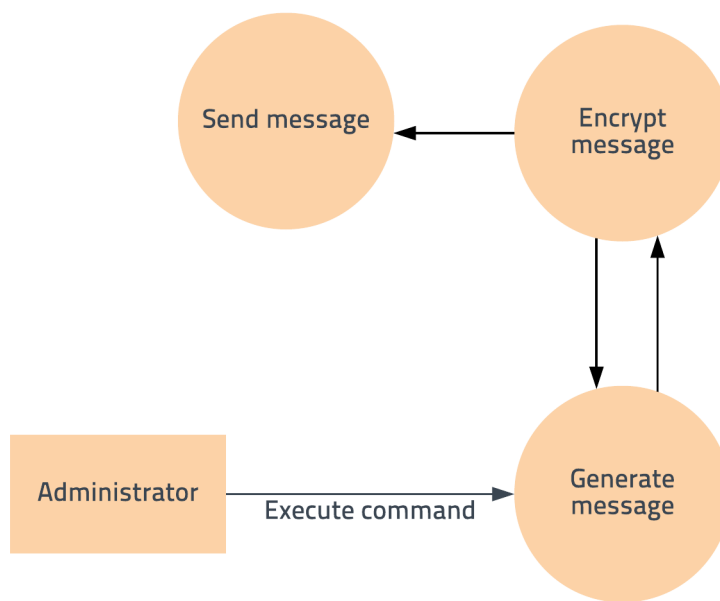 Send message
Encrypt
message
Administrator
Execute command
Generate
message